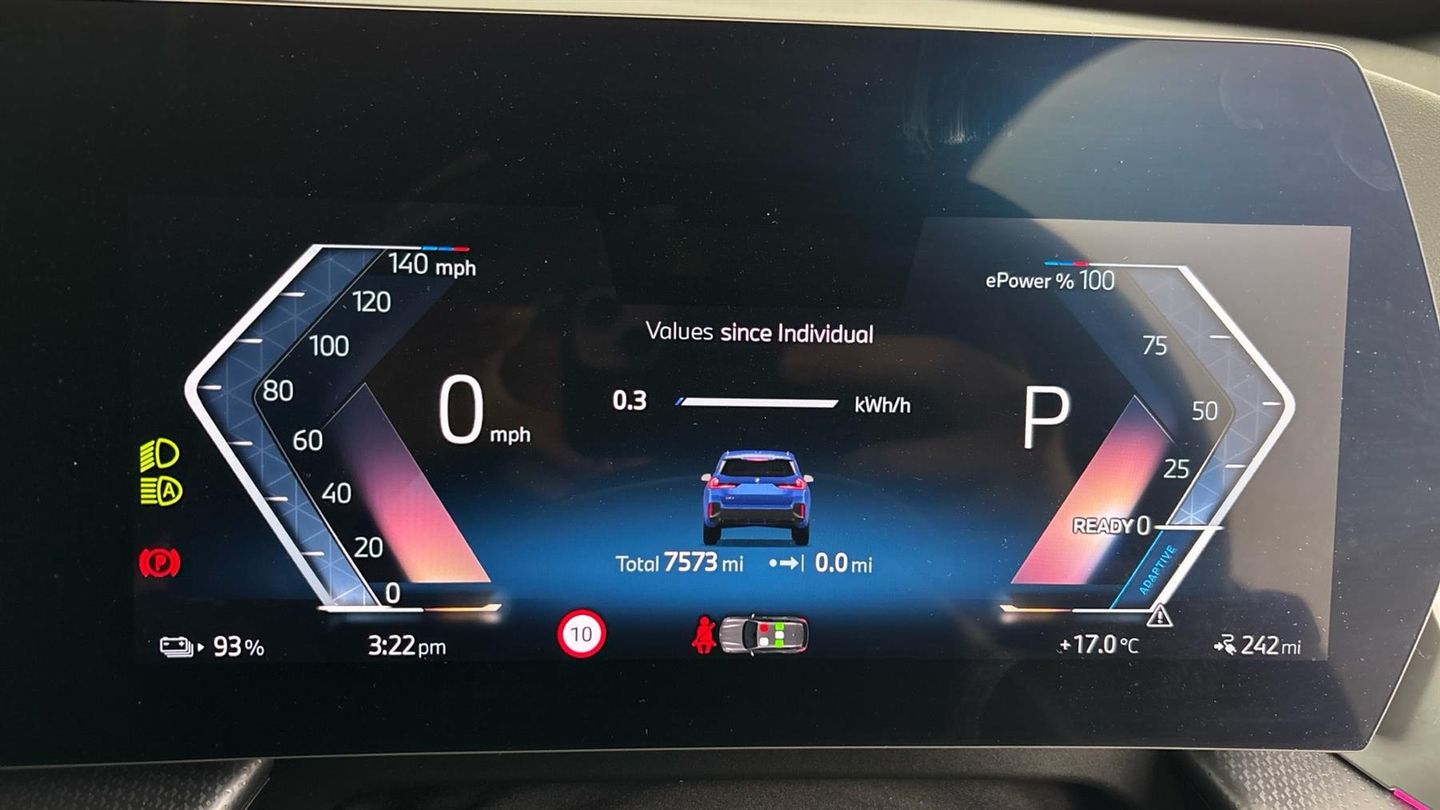 140 mph
120
100
80
60
40
20
0
0 mph
Values since Individual
0.3 kWh/h
Total 7573 mi 0.0 mi
ePower % 100
75
50
25
READY 0
ADAPTIVE
P
A
P
93 %
3:22 pm
10
+17.0 °C
242 mi